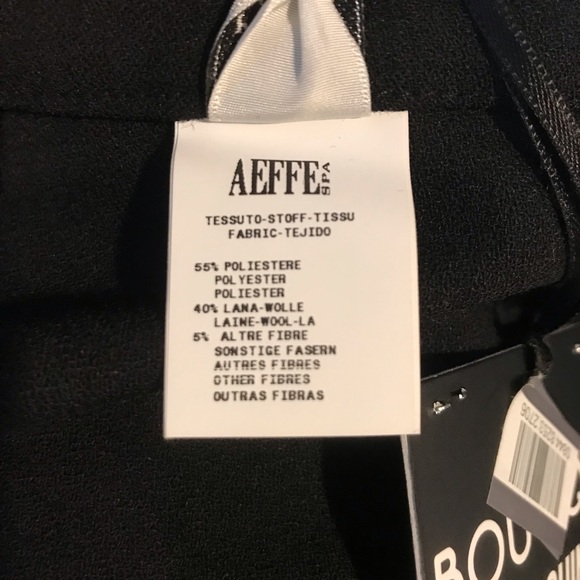 AEFFE SPA
TESSUTO-STOFF-TISSU
FABRIC-TEJIDO
55% POLIESTERE
POLYESTER
POLIESTER
40% LANA-WOLLE
LAINE-WOOL-LA
5% ALTRE FIBRE
SONSTIGE FASERN
AUTRES FIBRES
OTHER FIBRES
OUTRAS FIBRAS
BOU